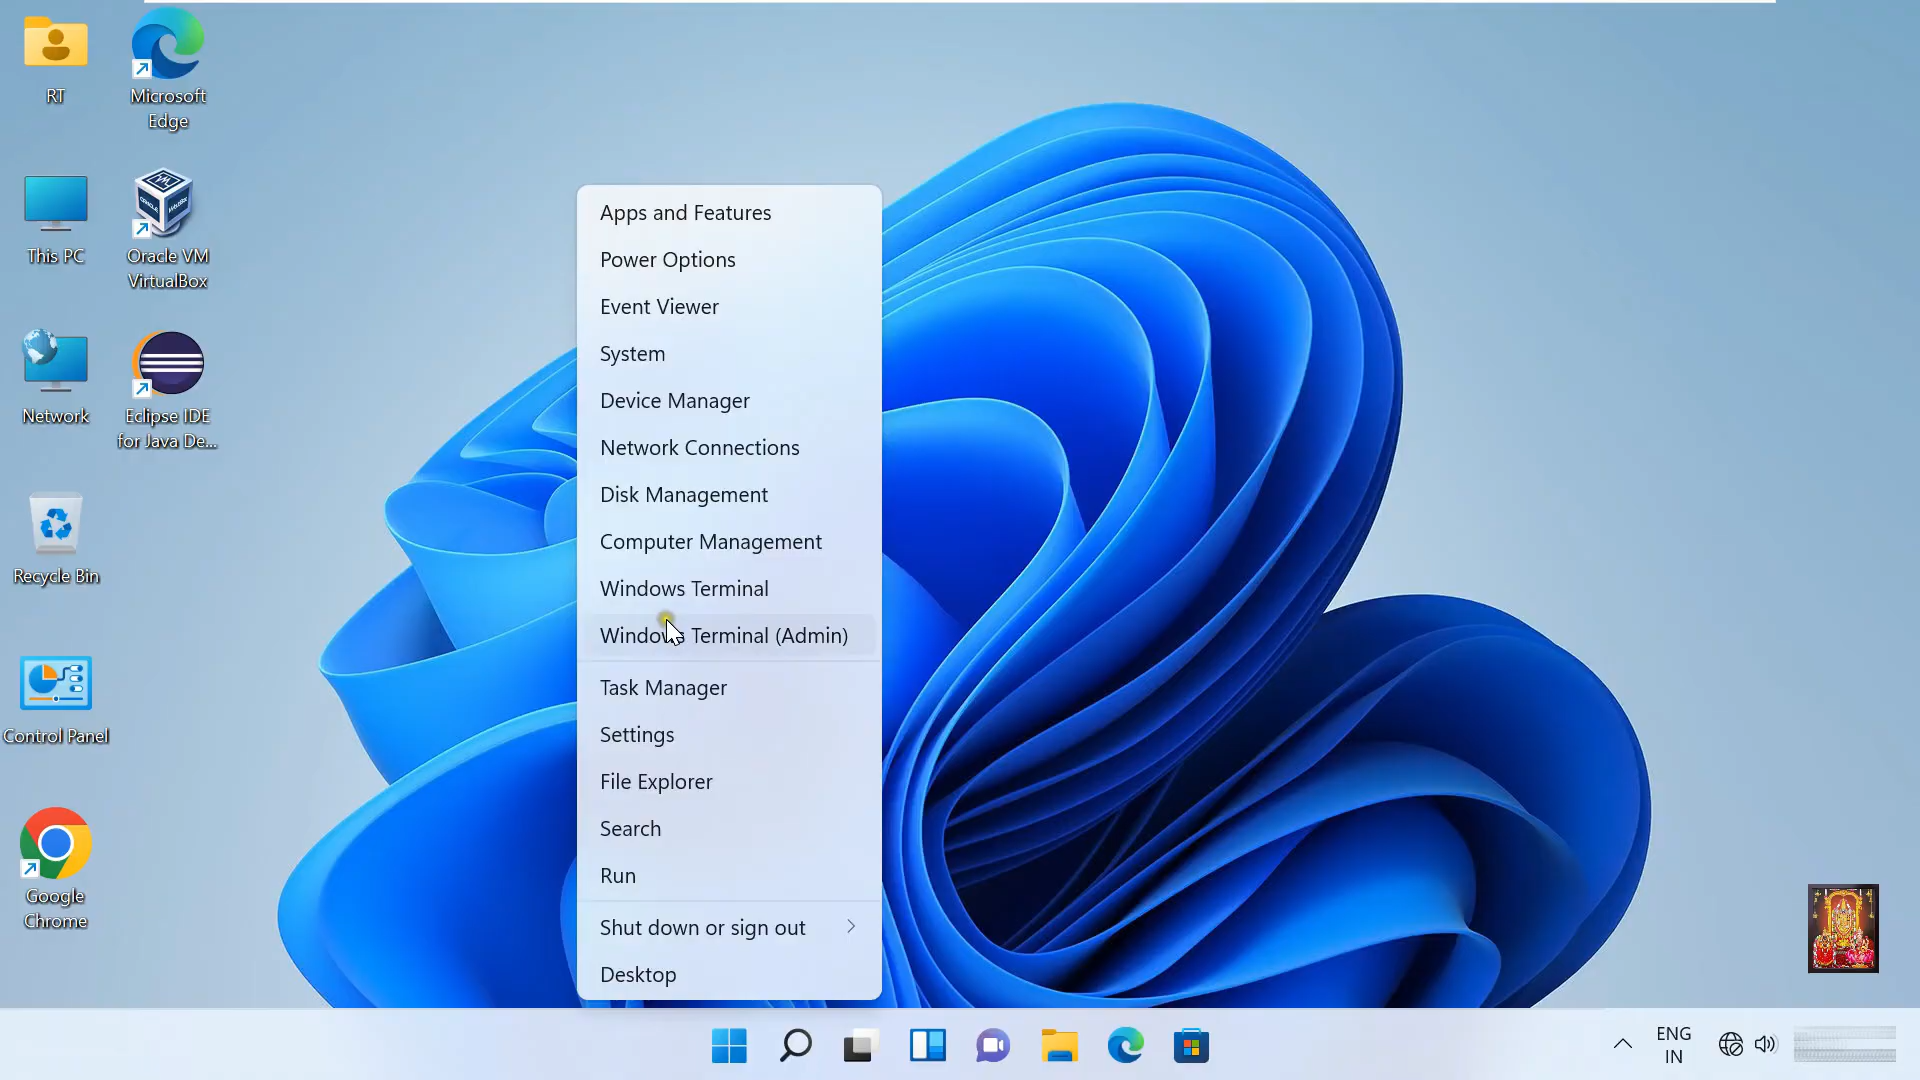 RT
Microsoft
Edge
This PC
Oracle VM
VirtualBox
Network
Eclipse IDE
for Java De...
Recycle Bin
Control Panel
Google
Chrome
Apps and Features
Power Options
Event Viewer
System
Device Manager
Network Connections
Disk Management
Computer Management
Windows Terminal
Windows Terminal (Admin)
Task Manager
Settings
File Explorer
Search
Run
Shut down or sign out
Desktop
ENG
IN